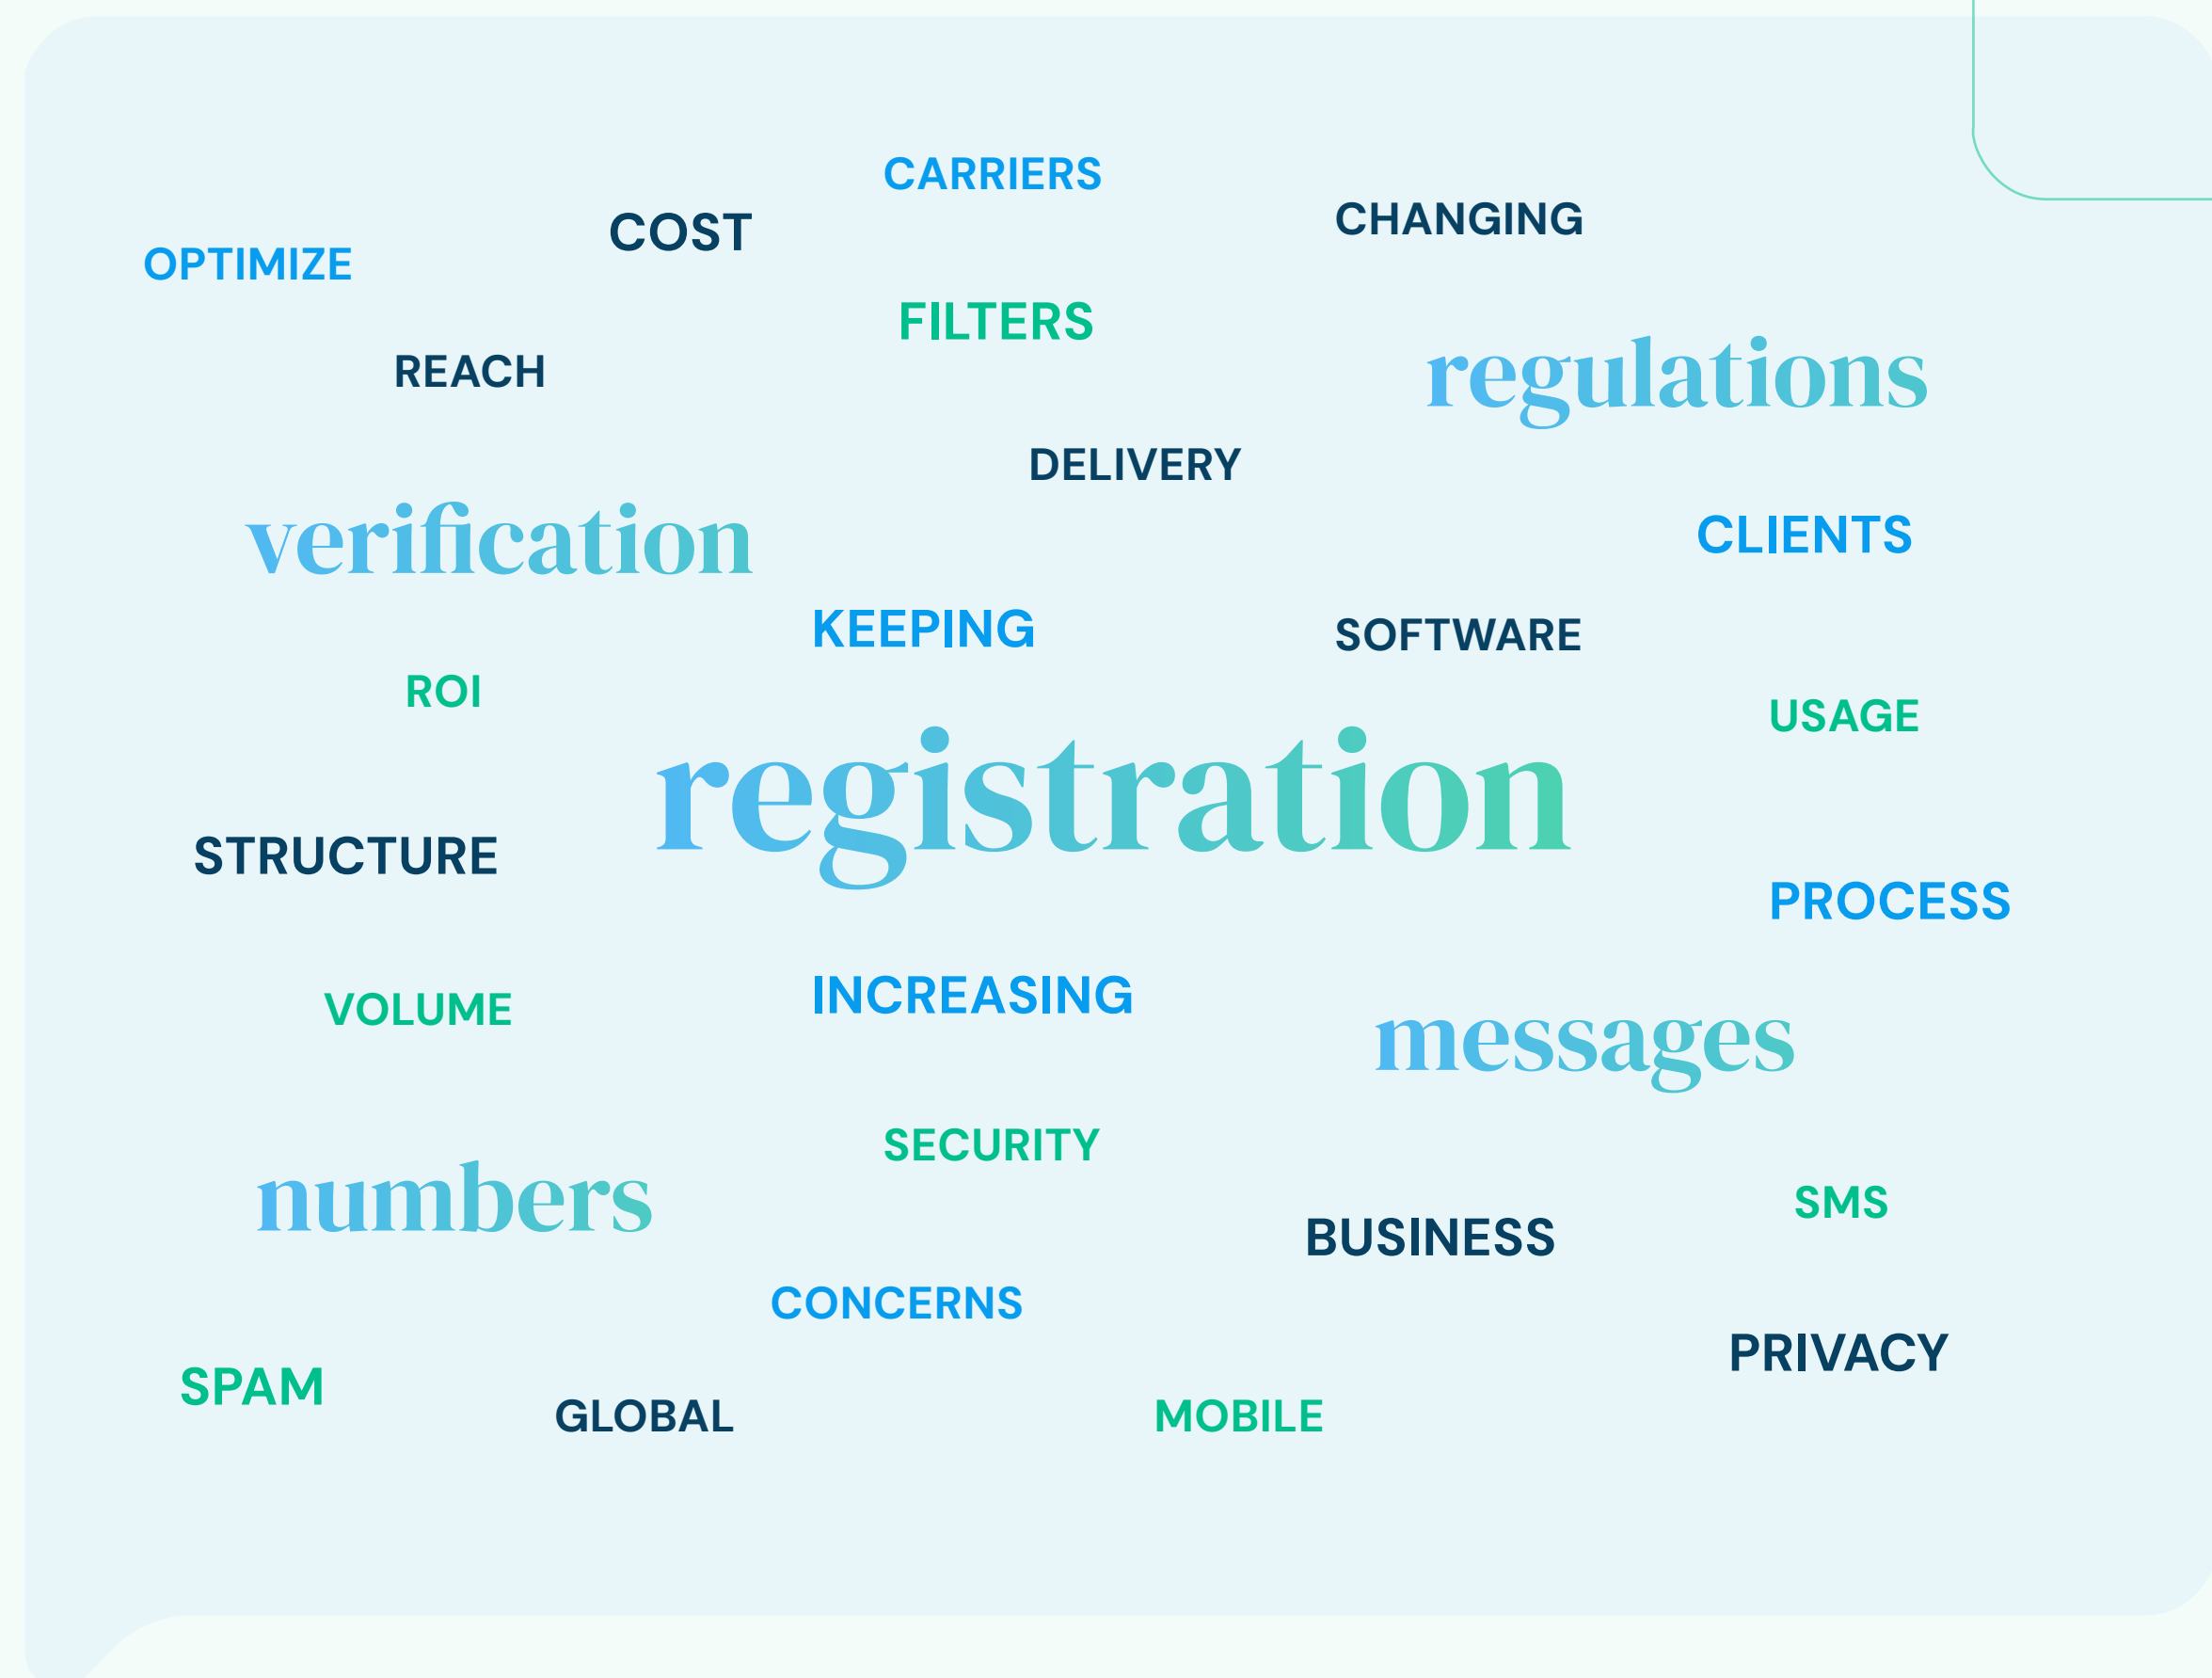 CARRIERS
COST
CHANGING
OPTIMIZE
FILTERS
REACH
regulations
DELIVERY
verification
CLIENTS
KEEPING
SOFTWARE
ROI
USAGE
registration
STRUCTURE
PROCESS
INCREASING
VOLUME
messages
SECURITY
numbers
SMS
BUSINESS
CONCERNS
PRIVACY
SPAM
GLOBAL
MOBILE